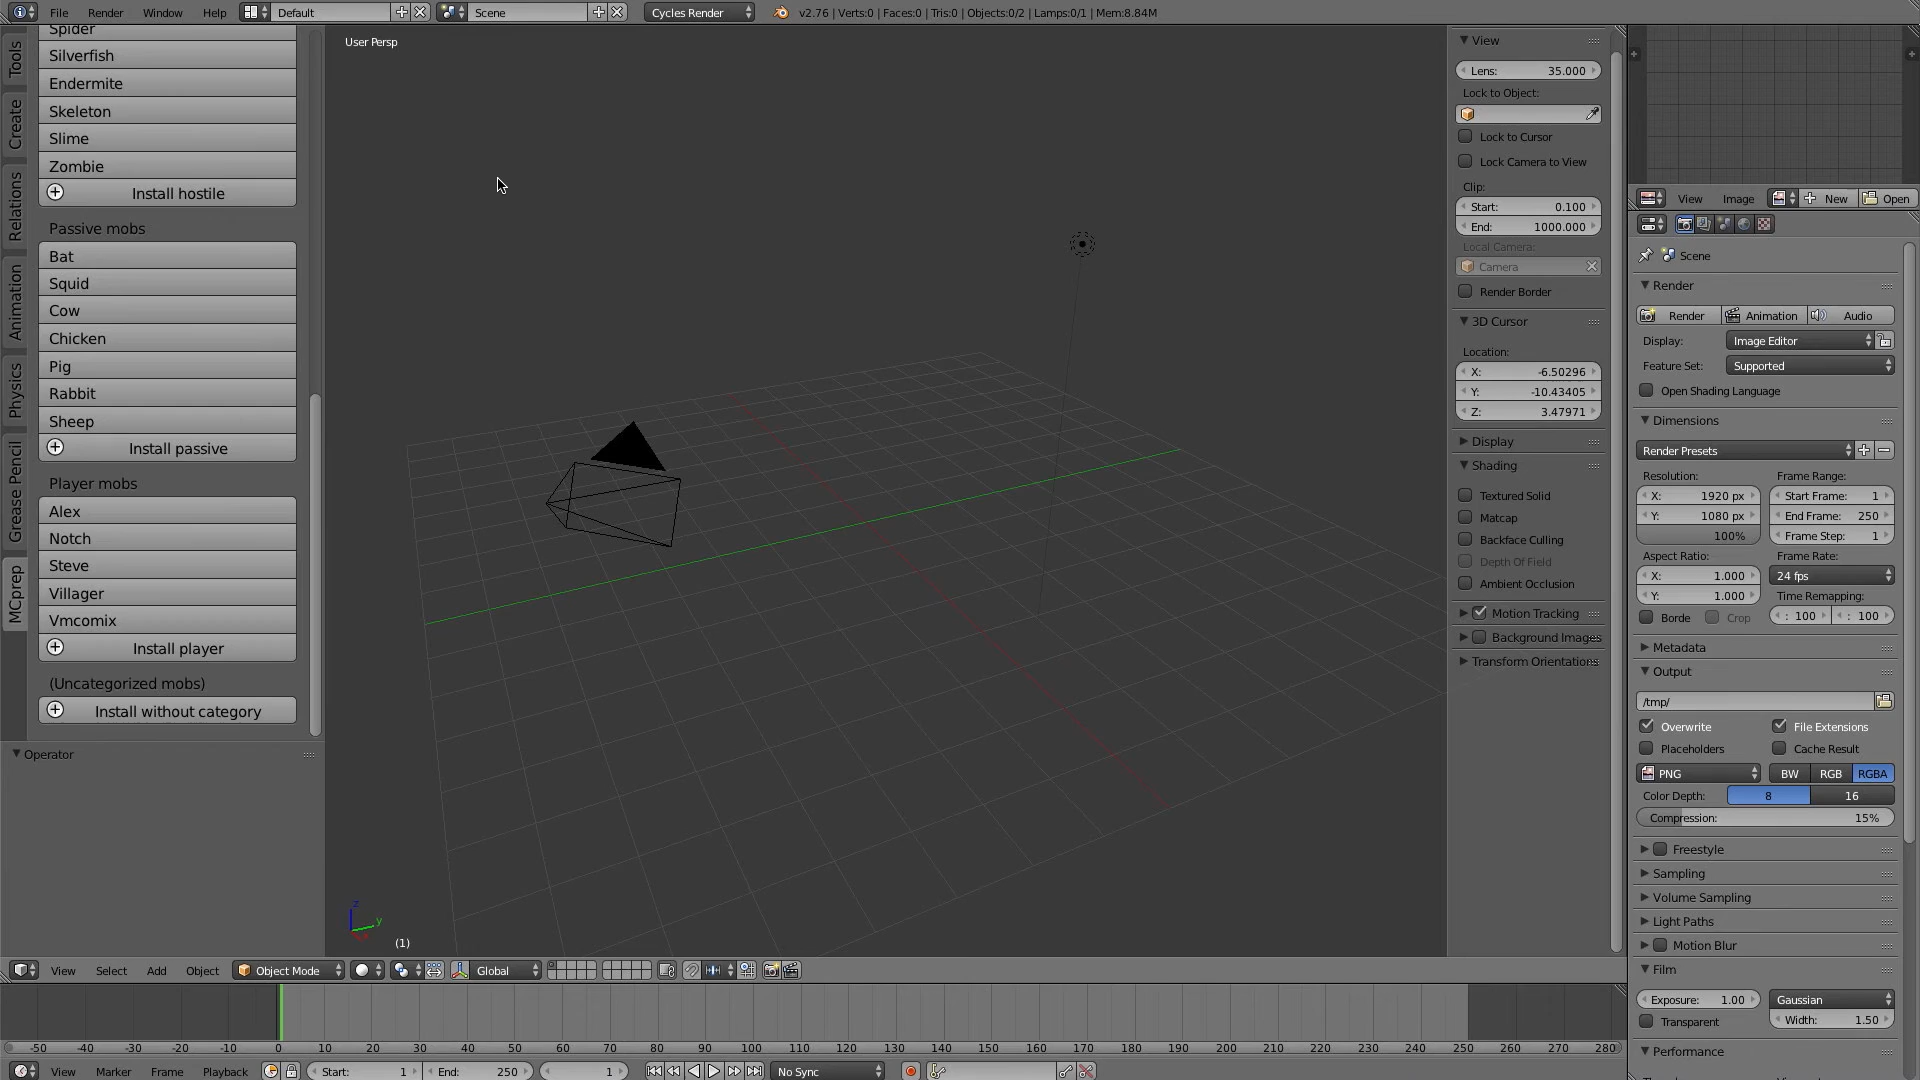 File Render Window Help Default Scene Cycles Render v2.76 | Verts:0 | Faces:0 | Tris:0 | Objects:0/2 | Lamps:0/1 | Mem:8.84M
Tools
Create
Relations
Animation
Physics
Grease Pencil
MCprep
Spider
Silverfish
Endermite
Skeleton
Slime
Zombie
Install hostile
Passive mobs
Bat
Squid
Cow
Chicken
Pig
Rabbit
Sheep
Install passive
Player mobs
Alex
Notch
Steve
Villager
Vmcomix
Install player
(Uncategorized mobs)
Install without category
Operator
User Persp
z
y
(1)
View
Lens: 35.000
Lock to Object:
Lock to Cursor
Lock Camera to View
Clip:
Start: 0.100
End: 1000.000
Local Camera:
Camera
Render Border
3D Cursor
Location:
X: -6.50296
Y: -10.43405
Z: 3.47971
Display
Shading
Textured Solid
Matcap
Backface Culling
Depth Of Field
Ambient Occlusion
Motion Tracking
Background Images
Transform Orientations
View Image New Open
Scene
Render
Render Animation Audio
Display: Image Editor
Feature Set: Supported
Open Shading Language
Dimensions
Render Presets
Resolution: Frame Range:
X: 1920 px Start Frame: 1
Y: 1080 px End Frame: 250
100% Frame Step: 1
Aspect Ratio: Frame Rate:
X: 1.000 24 fps
Y: 1.000 Time Remapping:
Borde Crop : 100 : 100
Metadata
Output
/tmp/
Overwrite File Extensions
Placeholders Cache Result
PNG BW RGB RGBA
Color Depth: 8 16
Compression: 15%
Freestyle
Sampling
Volume Sampling
Light Paths
Motion Blur
Film
Exposure: 1.00 Gaussian
Transparent Width: 1.50
Performance
View Select Add Object Object Mode Global
-50 -40 -30 -20 -10 0 10 20 30 40 50 60 70 80 90 100 110 120 130 140 150 160 170 180 190 200 210 220 230 240 250 260 270 280
View Marker Frame Playback Start: 1 End: 250 1 No Sync